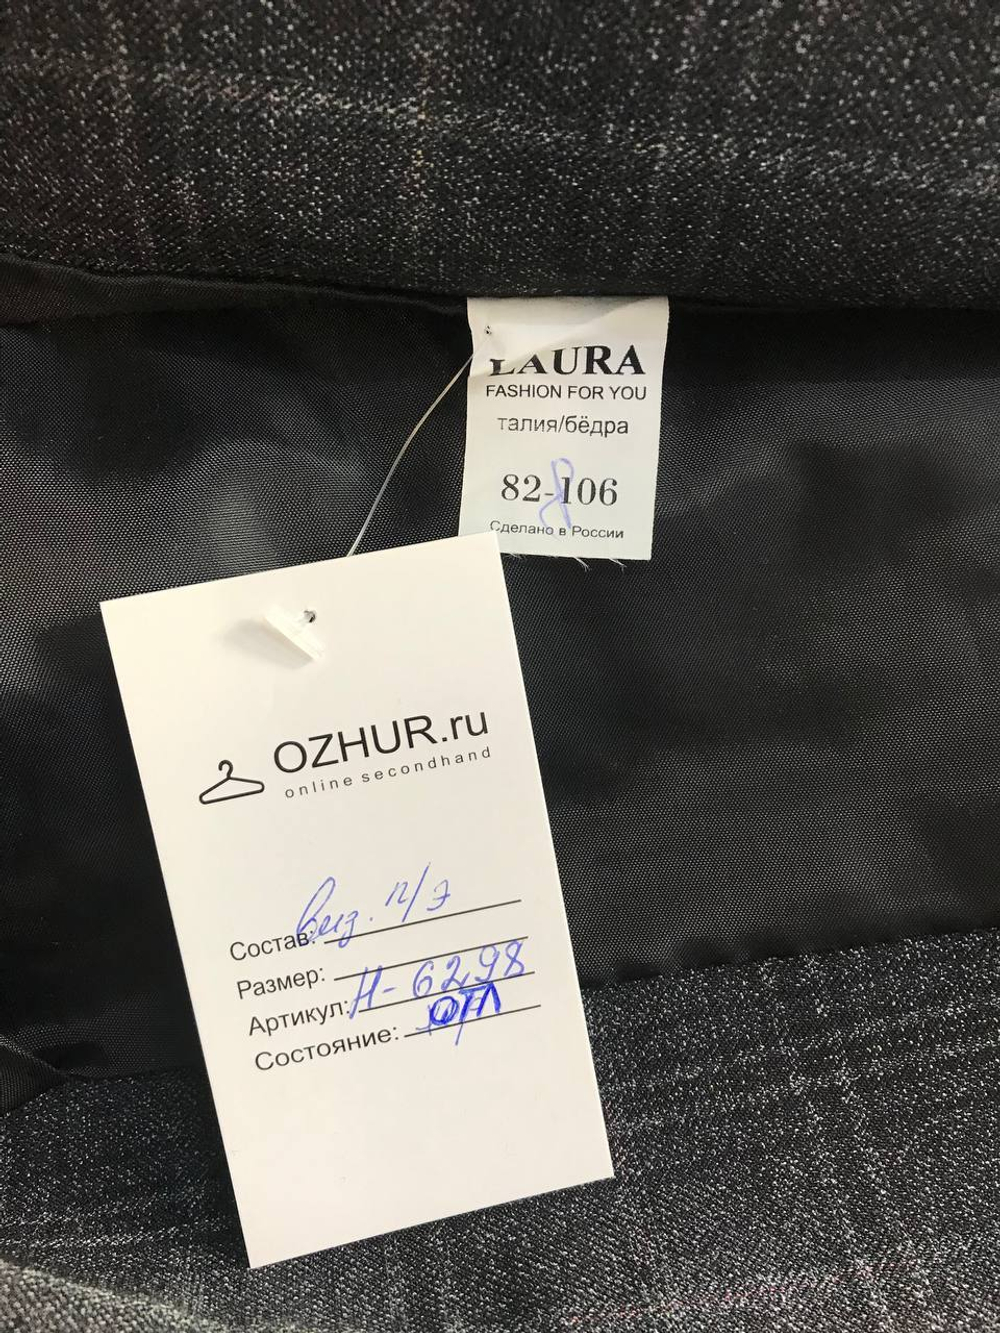 LAURA
FASHION FOR YOU
талия/бёдра
82-106
Сделано в России
OZHUR.ru
online secondhand
Состав: виз. п/э
Размер:
Артикул: Н-6298
Состояние: ОТЛ